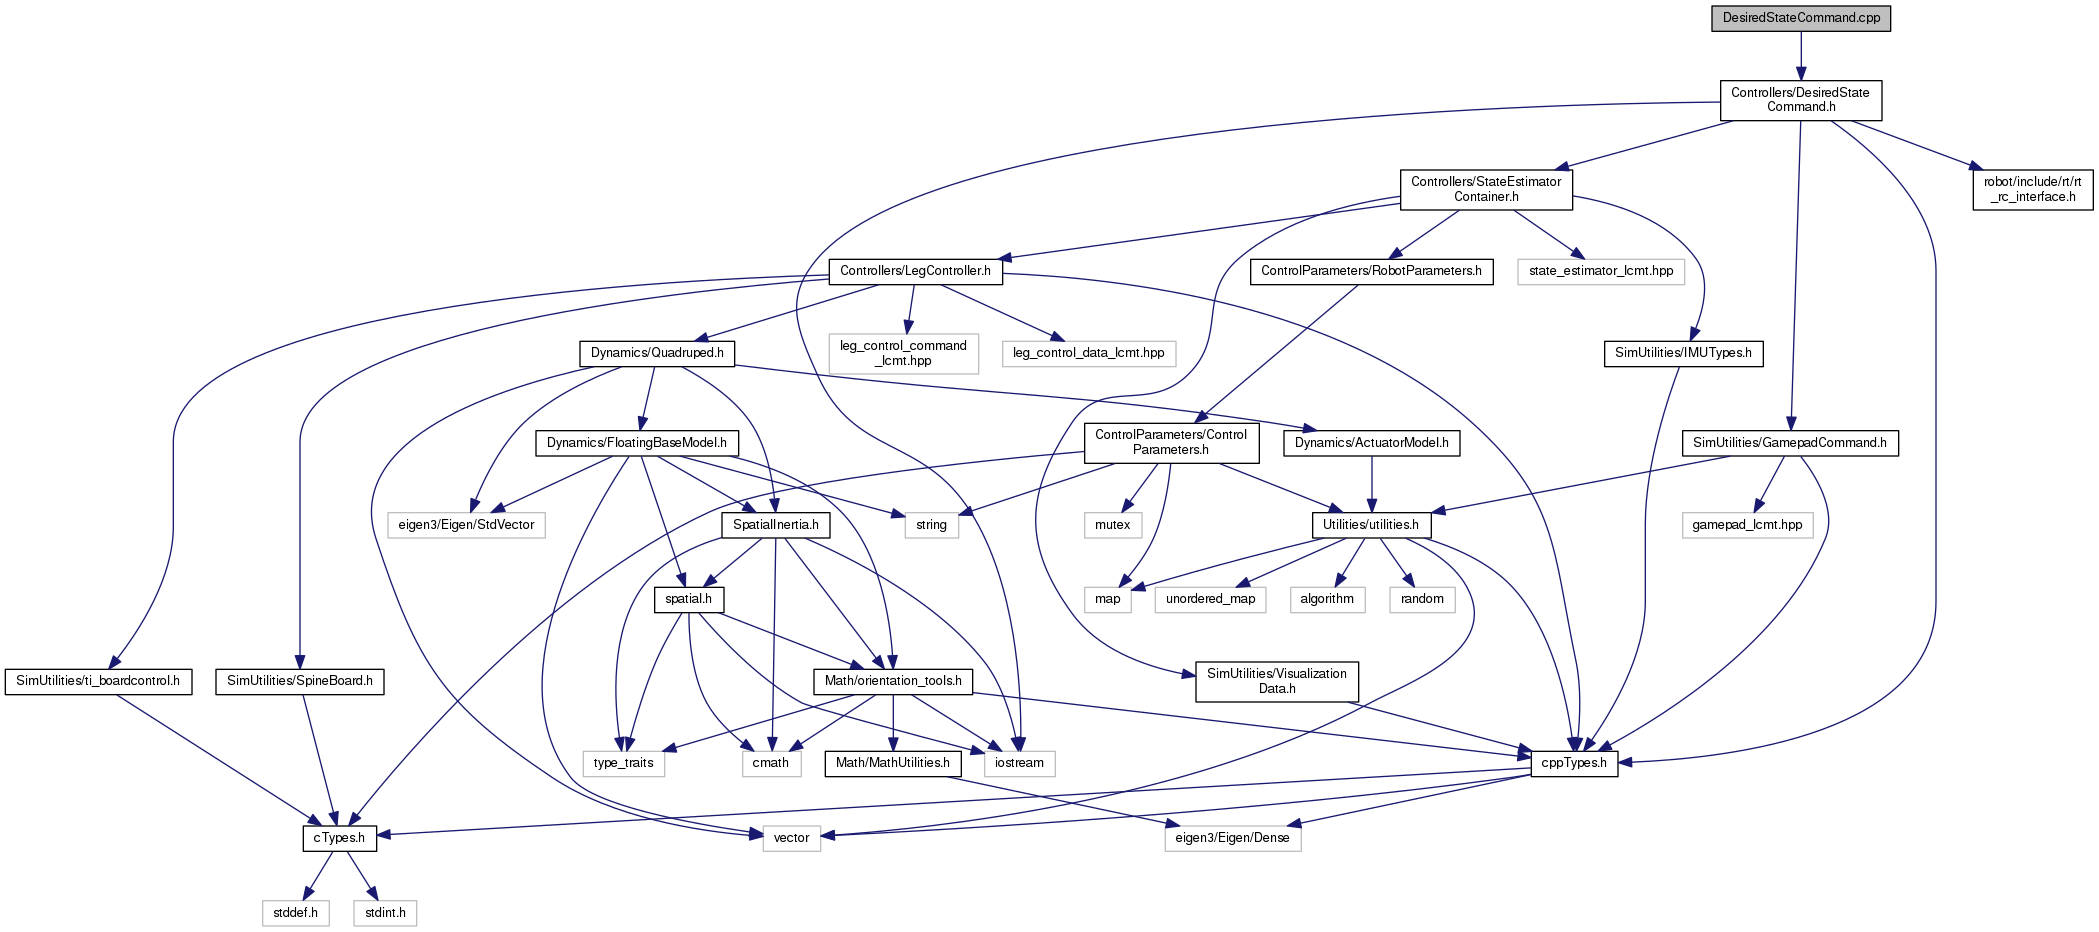 DesiredStateCommand.cpp
Controllers/DesiredState
Command.h
Controllers/StateEstimator
Container.h
robot/include/rt/rt
_rc_interface.h
Controllers/LegController.h
ControlParameters/RobotParameters.h
state_estimator_lcmt.hpp
leg_control_command
_lcmt.hpp
leg_control_data_lcmt.hpp
Dynamics/Quadruped.h
SimUtilities/IMUTypes.h
Dynamics/FloatingBaseModel.h
ControlParameters/Control
Parameters.h
Dynamics/ActuatorModel.h
SimUtilities/GamepadCommand.h
eigen3/Eigen/StdVector
SpatialInertia.h
string
mutex
Utilities/utilities.h
gamepad_lcmt.hpp
spatial.h
map
unordered_map
algorithm
random
SimUtilities/ti_boardcontrol.h
SimUtilities/SpineBoard.h
Math/orientation_tools.h
SimUtilities/Visualization
Data.h
type_traits
cmath
Math/MathUtilities.h
iostream
cppTypes.h
cTypes.h
vector
eigen3/Eigen/Dense
stddef.h
stdint.h